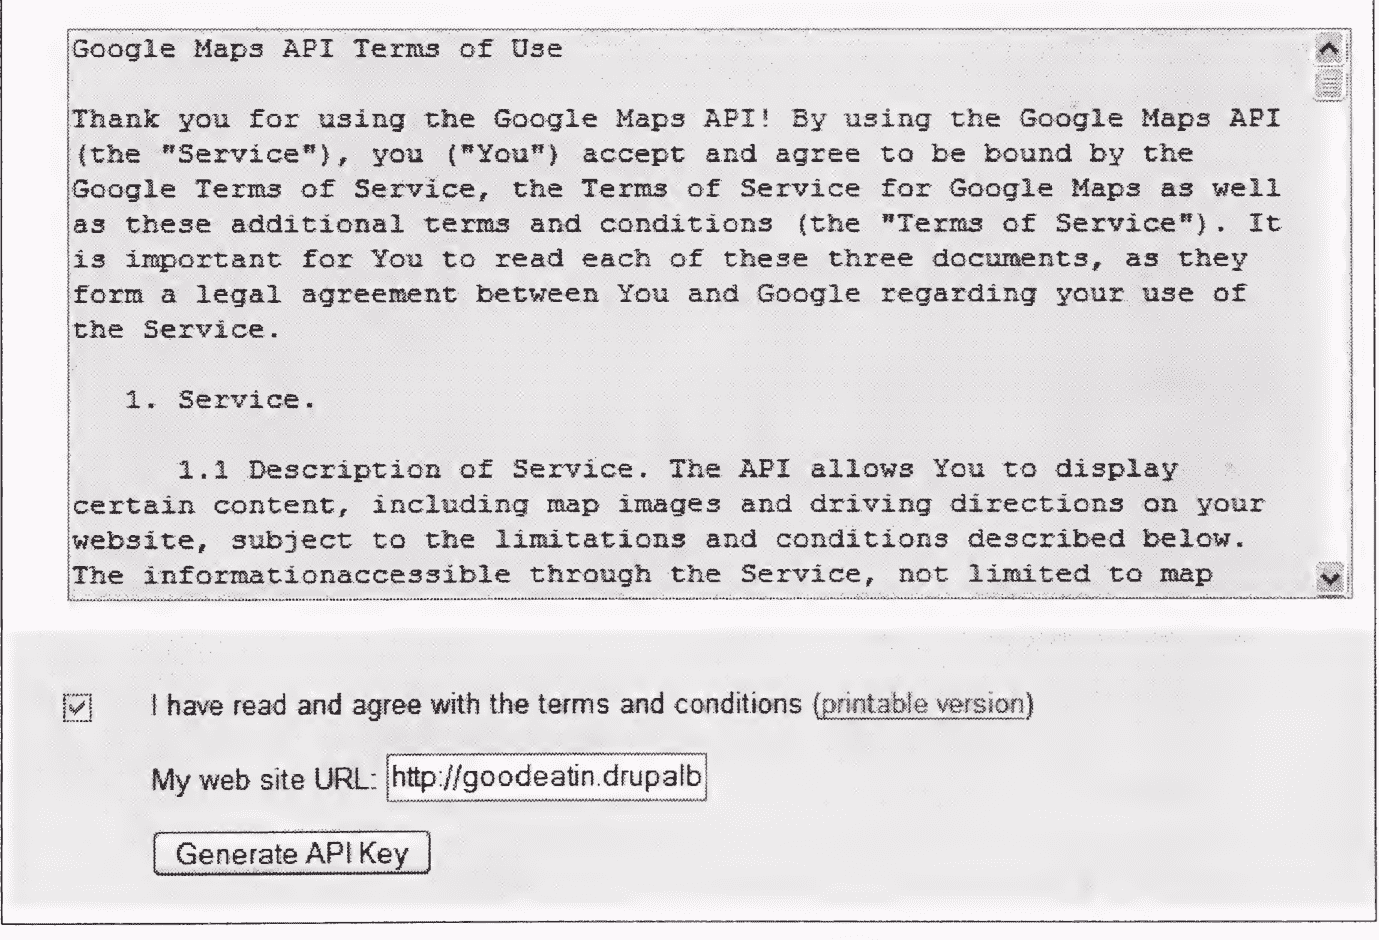 Google Maps API Terms of Use
Thank you for using the Google Maps API! By using the Google Maps API
(the "Service"), you ("You") accept and agree to be bound by the
Google Terms of Service, the Terms of Service for Google Maps as well
as these additional terms and conditions (the "Terms of Service"). It
is important for You to read each of these three documents, as they
form a legal agreement between You and Google regarding your use of
the Service.
1. Service.
1.1 Description of Service. The API allows You to display
certain content, including map images and driving directions on your
website, subject to the limitations and conditions described below.
The informationaccessible through the Service, not limited to map
I have read and agree with the terms and conditions (printable version)
My web site URL: http://goodeatin.drupalb
Generate API Key